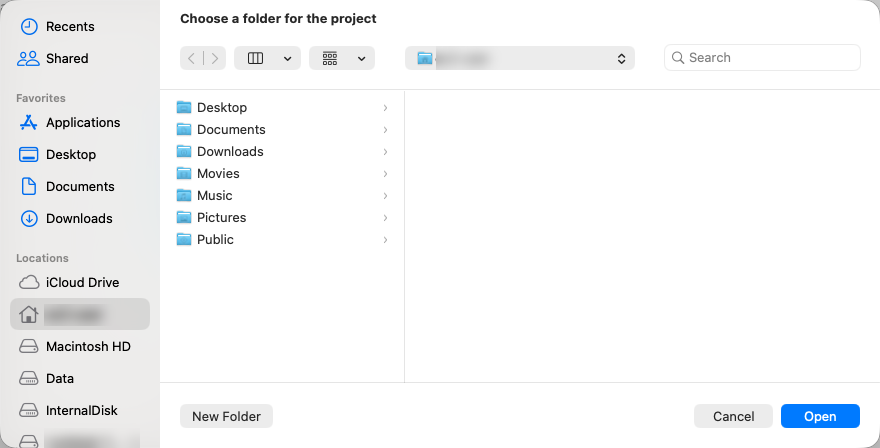 Recents
Shared
Favorites
Applications
Desktop
Documents
Downloads
Locations
iCloud Drive
Macintosh HD
Data
InternalDisk
Choose a folder for the project
Search
Desktop
Documents
Downloads
Movies
Music
Pictures
Public
New Folder
Cancel
Open